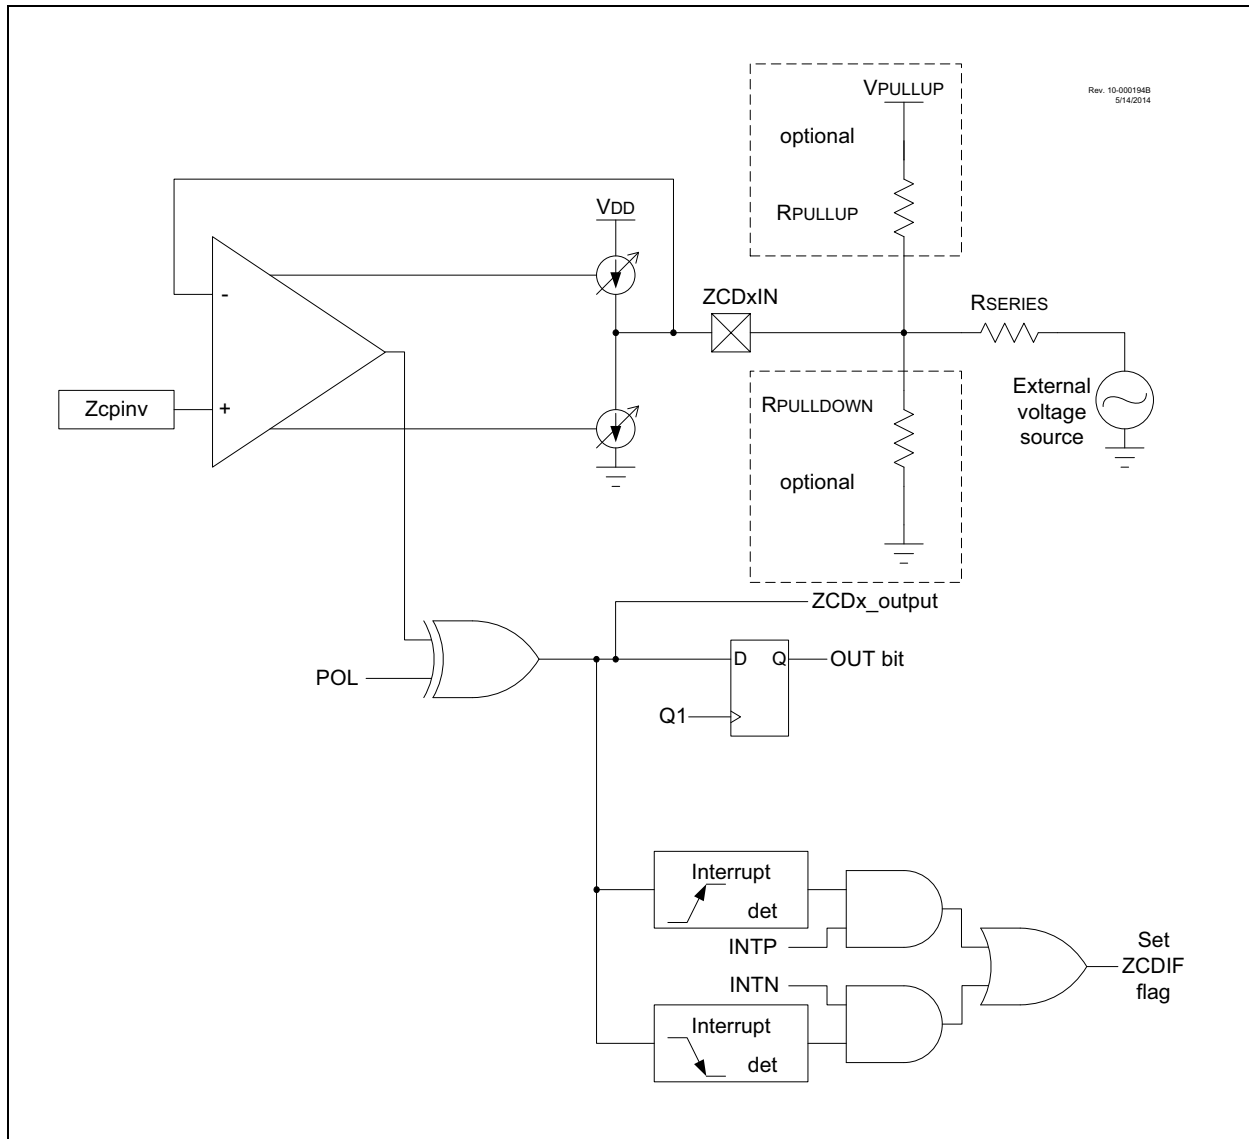 VPULLUP
Rev. 10-000194B
5/14/2014
optional
RPULLUP
VDD
-
ZCDxIN
RSERIES
Zcpinv
+
External
voltage
source
RPULLDOWN
optional
ZCDx_output
POL
D Q
OUT bit
Q1
Interrupt
det
INTP
INTN
Set
ZCDIF
flag
Interrupt
det